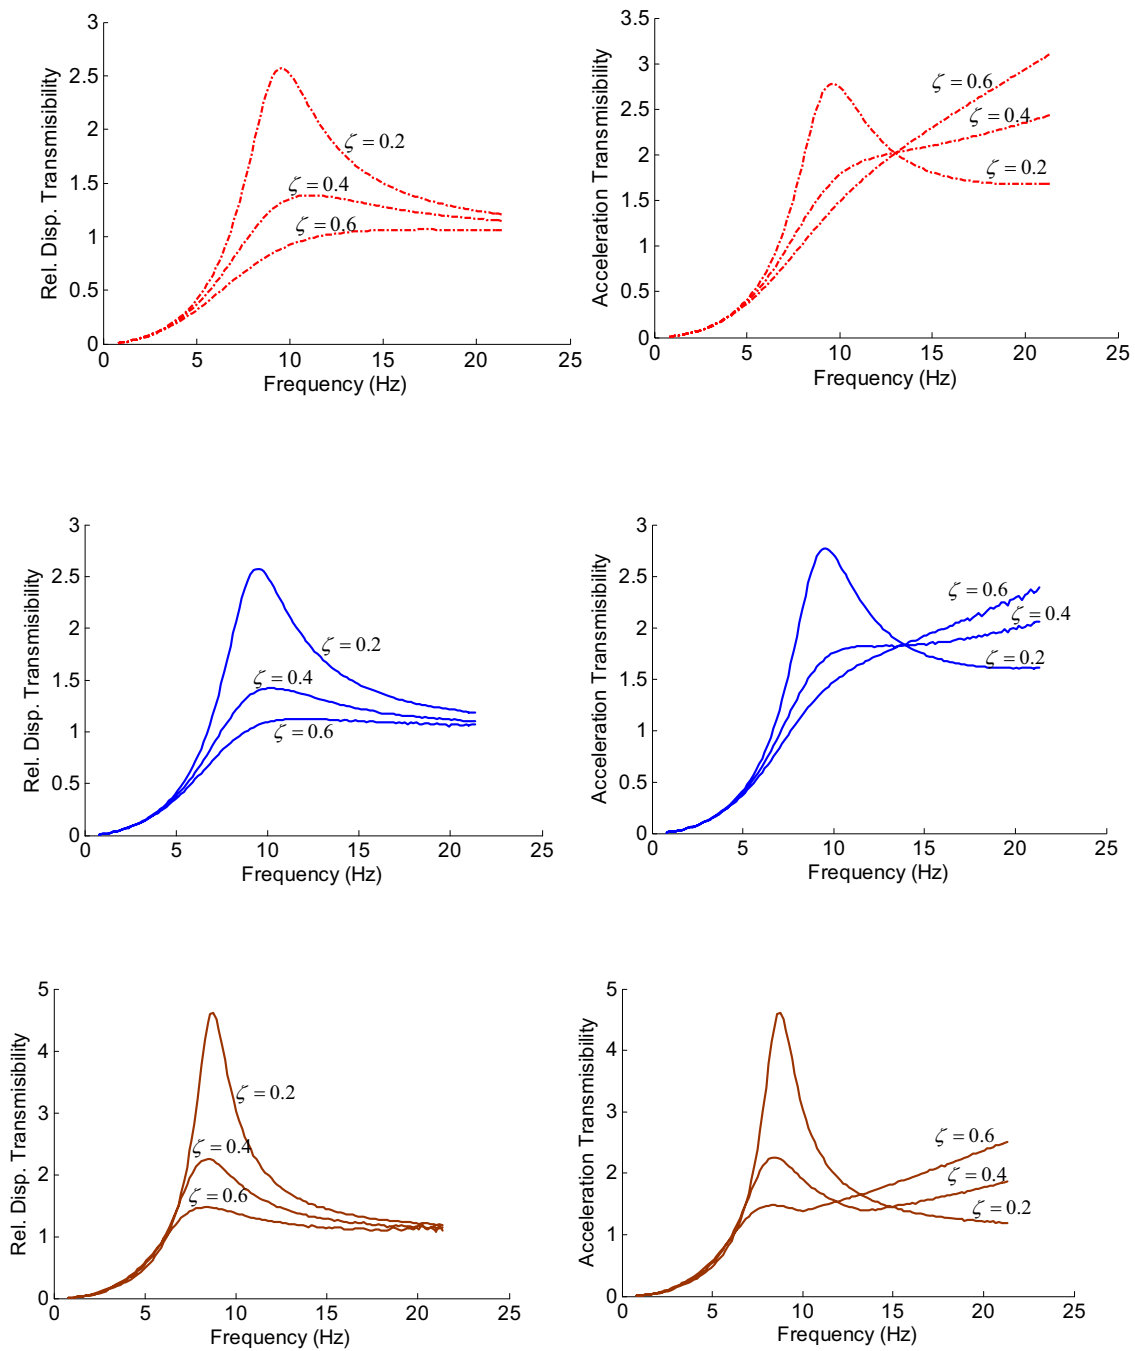 3
2.5
2
1.5
1
0.5
0
0 5 10 15 20 25
Rel. Disp. Transmisibility
Frequency (Hz)
ζ = 0.2
ζ = 0.4
ζ = 0.6
3.5
3
2.5
2
1.5
1
0.5
0
0 5 10 15 20 25
Acceleration Transmisibility
Frequency (Hz)
ζ = 0.6
ζ = 0.4
ζ = 0.2
3
2.5
2
1.5
1
0.5
0
0 5 10 15 20 25
Rel. Disp. Transmisibility
Frequency (Hz)
ζ = 0.2
ζ = 0.4
ζ = 0.6
3
2.5
2
1.5
1
0.5
0
0 5 10 15 20 25
Acceleration Transmisibility
Frequency (Hz)
ζ = 0.6
ζ = 0.4
ζ = 0.2
5
4
3
2
1
0
0 5 10 15 20 25
Rel. Disp. Transmisibility
Frequency (Hz)
ζ = 0.2
ζ = 0.4
ζ = 0.6
5
4
3
2
1
0
0 5 10 15 20 25
Acceleration Transmisibility
Frequency (Hz)
ζ = 0.6
ζ = 0.4
ζ = 0.2